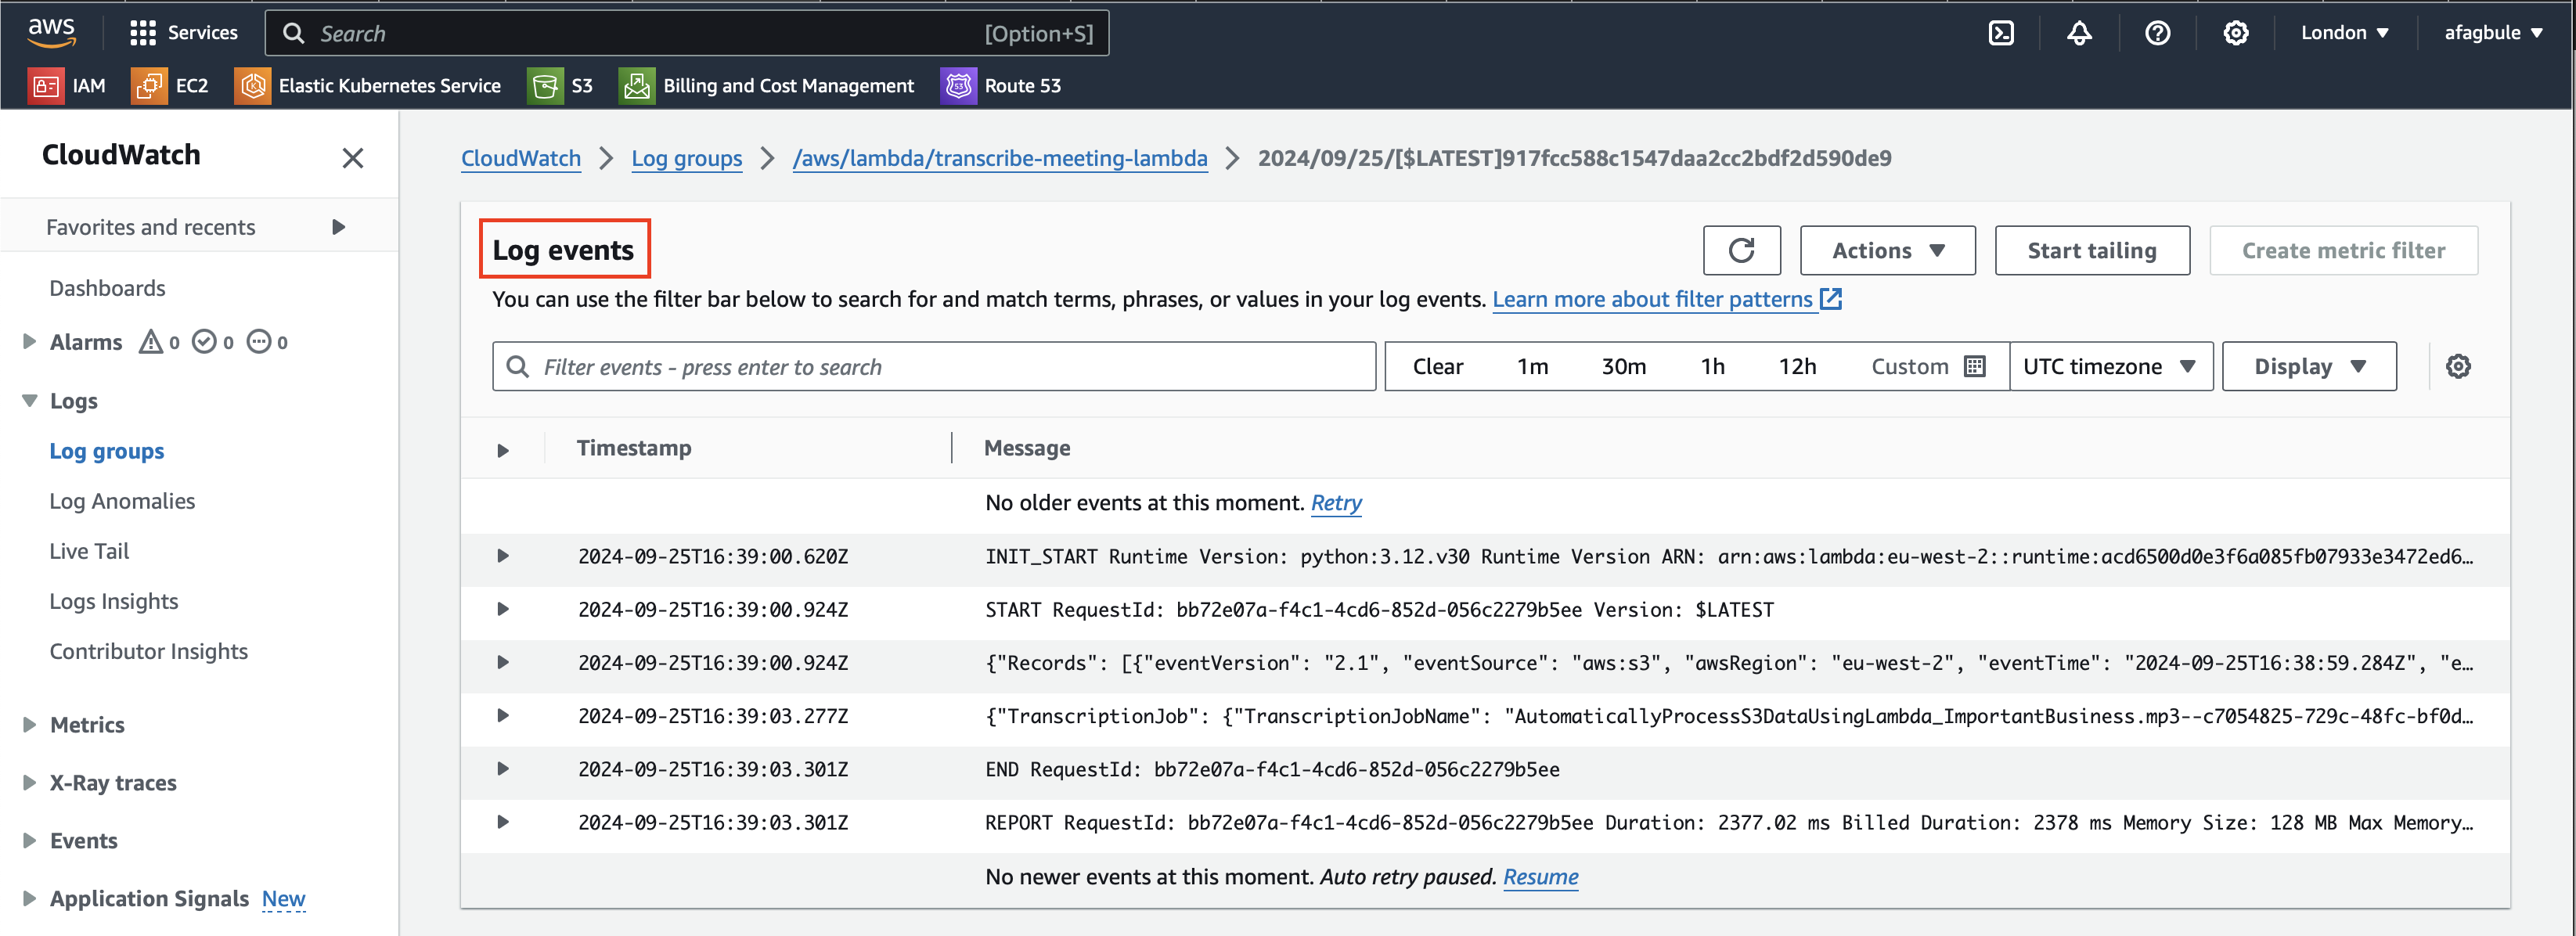 aws Services Search [Option+S] London afagbule
IAM EC2 Elastic Kubernetes Service S3 Billing and Cost Management 53 Route 53
CloudWatch
Favorites and recents
Dashboards
Alarms 0 0 0
Logs
Log groups
Log Anomalies
Live Tail
Logs Insights
Contributor Insights
Metrics
X-Ray traces
Events
Application Signals New
CloudWatch > Log groups > /aws/lambda/transcribe-meeting-lambda > 2024/09/25/[$LATEST]917fcc588c1547daa2cc2bdf2d590de9
Log events
Actions Start tailing Create metric filter
You can use the filter bar below to search for and match terms, phrases, or values in your log events. Learn more about filter patterns
Filter events - press enter to search Clear 1m 30m 1h 12h Custom UTC timezone Display
Timestamp Message
No older events at this moment. Retry
2024-09-25T16:39:00.620Z INIT_START Runtime Version: python:3.12.v30 Runtime Version ARN: arn:aws:lambda:eu-west-2::runtime:acd6500d0e3f6a085fb07933e3472ed6…
2024-09-25T16:39:00.924Z START RequestId: bb72e07a-f4c1-4cd6-852d-056c2279b5ee Version: $LATEST
2024-09-25T16:39:00.924Z {"Records": [{"eventVersion": "2.1", "eventSource": "aws:s3", "awsRegion": "eu-west-2", "eventTime": "2024-09-25T16:38:59.284Z", "e…
2024-09-25T16:39:03.277Z {"TranscriptionJob": {"TranscriptionJobName": "AutomaticallyProcessS3DataUsingLambda_ImportantBusiness.mp3--c7054825-729c-48fc-bf0d…
2024-09-25T16:39:03.301Z END RequestId: bb72e07a-f4c1-4cd6-852d-056c2279b5ee
2024-09-25T16:39:03.301Z REPORT RequestId: bb72e07a-f4c1-4cd6-852d-056c2279b5ee Duration: 2377.02 ms Billed Duration: 2378 ms Memory Size: 128 MB Max Memory…
No newer events at this moment. Auto retry paused. Resume